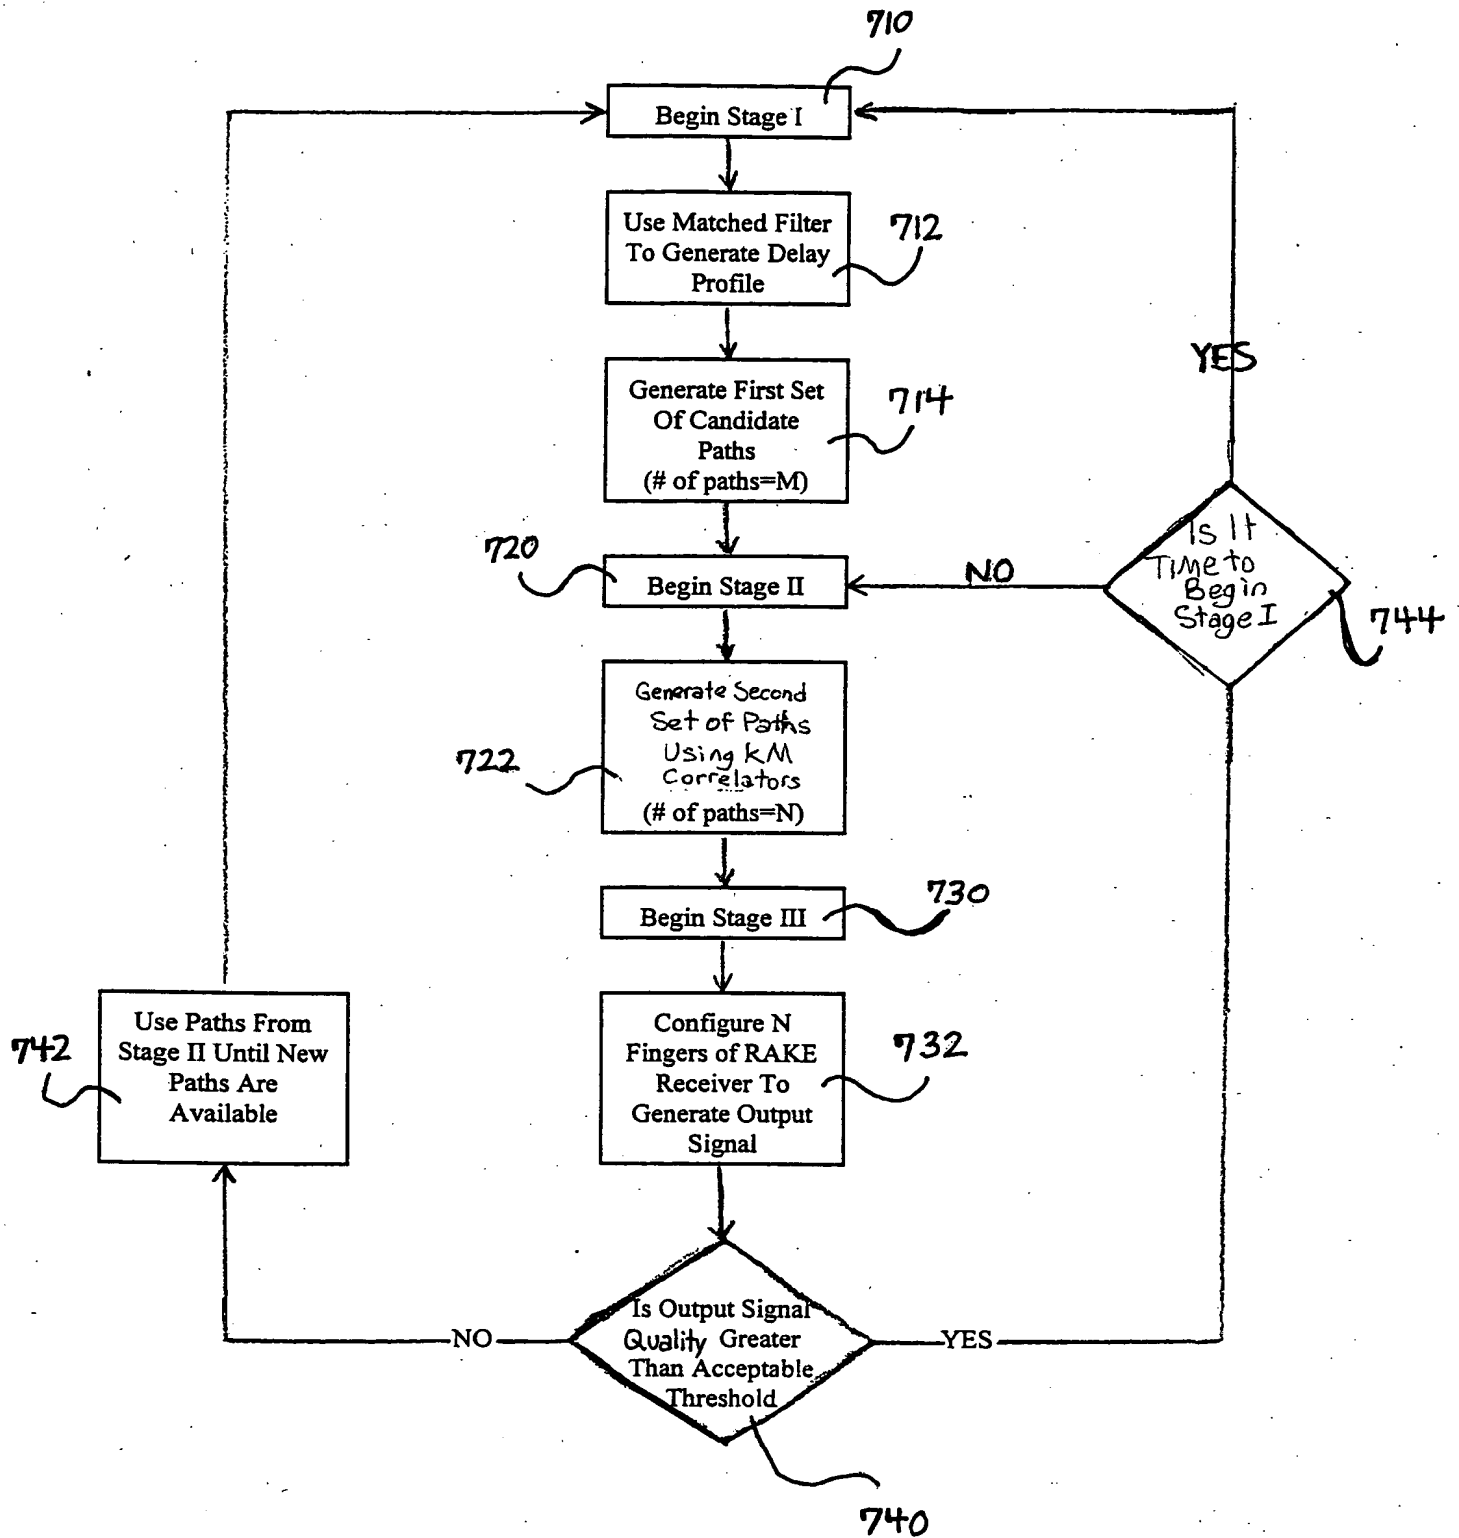 710
Begin Stage I
Use Matched Filter
To Generate Delay
Profile
712
YES
Generate First Set
Of Candidate
Paths
(# of paths=M)
714
Is It
Time to
Begin
Stage I
744
720
Begin Stage II
NO
Generate Second
Set of Paths
Using kM
Correlators
(# of paths=N)
722
Begin Stage III
730
Use Paths From
Stage II Until New
Paths Are
Available
742
Configure N
Fingers of RAKE
Receiver To
Generate Output
Signal
732
NO
Is Output Signal
Quality Greater
Than Acceptable
Threshold
YES
740